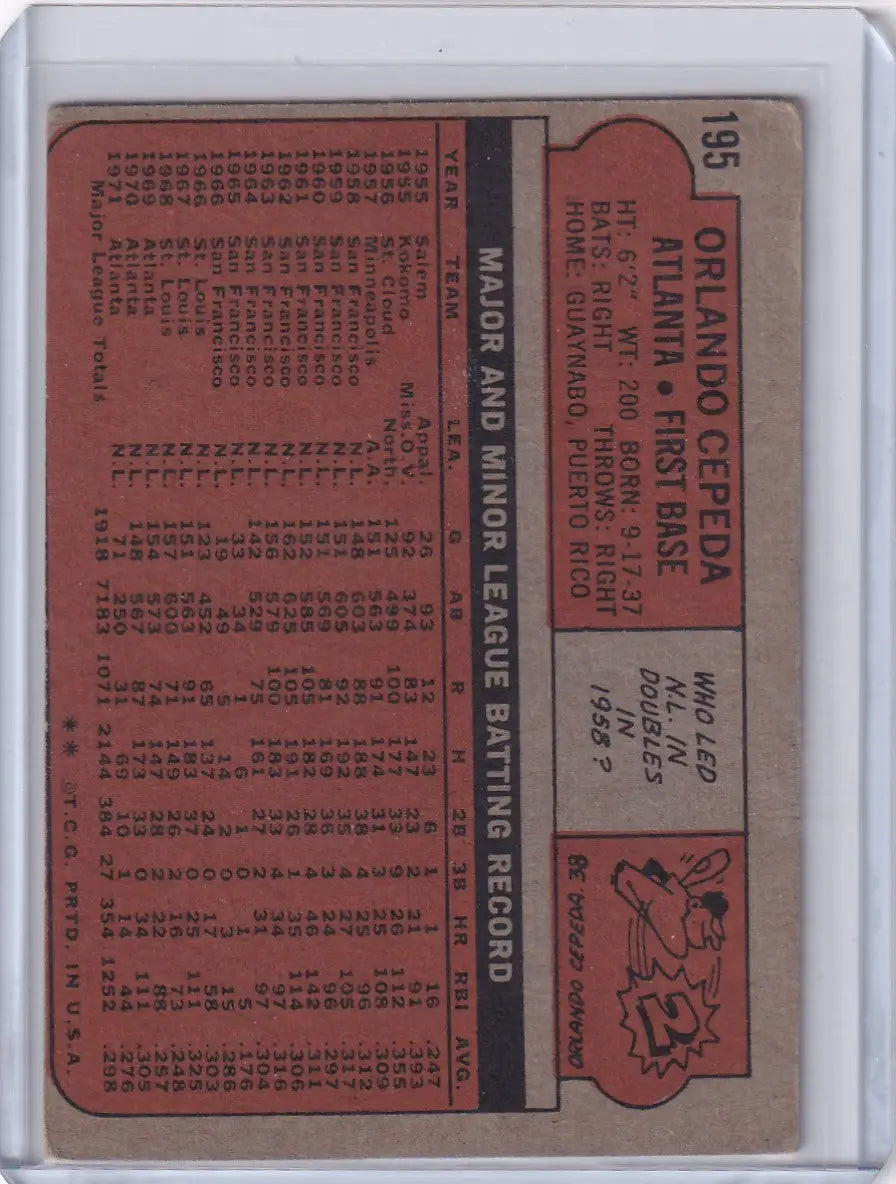 195
ORLANDO CEPEDA
ATLANTA • FIRST BASE
HT: 6'2" WT: 200 BORN: 9-17-37
BATS: RIGHT THROWS: RIGHT
HOME: GUAYNABO, PUERTO RICO
WHO LED
N.L. IN
DOUBLES
IN
1958?
2
ORLANDO CEPEDA, 38
MAJOR AND MINOR LEAGUE BATTING RECORD
YEAR TEAM LEA. G AB R H 2B 3B HR RBI AVG.
1955 Salem Appal 26 93 12 23 6 1 1 16 .247
1955 Kokomo Miss.O.V. 92 374 83 147 23 2 21 91 .393
1956 St. Cloud North. 125 499 100 177 33 9 26 112 .355
1957 Minneapolis A.A. 151 563 91 174 31 3 25 108 .309
1958 San Francisco N.L. 148 603 88 188 38 4 25 96 .312
1959 San Francisco N.L. 151 605 92 192 35 4 27 105 .317
1960 San Francisco N.L. 151 569 81 169 36 3 24 96 .297
1961 San Francisco N.L. 152 585 105 182 28 4 46 142 .311
1962 San Francisco N.L. 162 625 105 191 26 1 35 114 .306
1963 San Francisco N.L. 156 579 100 183 33 4 34 97 .316
1964 San Francisco N.L. 142 529 75 161 27 2 31 97 .304
1965 San Francisco N.L. 33 34 1 6 1 0 1 5 .176
1966 San Francisco N.L. 19 49 5 14 2 0 3 15 .286
1966 St. Louis N.L. 123 452 65 137 24 0 17 58 .303
1967 St. Louis N.L. 151 563 91 183 37 0 25 111 .325
1968 St. Louis N.L. 157 600 71 149 26 2 16 73 .248
1969 Atlanta N.L. 154 573 74 147 28 2 22 88 .257
1970 Atlanta N.L. 148 567 87 173 33 0 34 111 .305
1971 Atlanta N.L. 71 250 31 69 10 1 14 44 .276
Major League Totals 1918 7183 1071 2144 384 27 354 1252 .298
** ©T.C.G. PRTD. IN U.S.A.